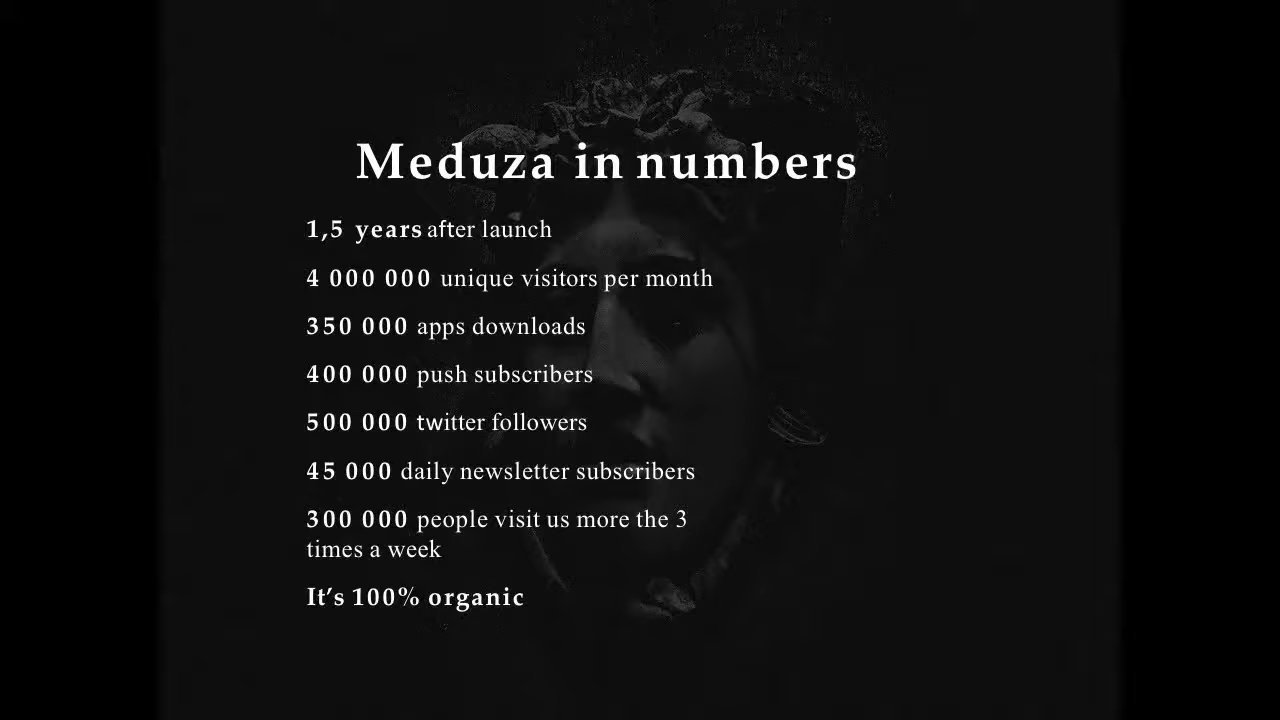 Meduza in numbers
1,5 years after launch
4 000 000 unique visitors per month
350 000 apps downloads
400 000 push subscribers
500 000 twitter followers
45 000 daily newsletter subscribers
300 000 people visit us more the 3
times a week
It’s 100% organic